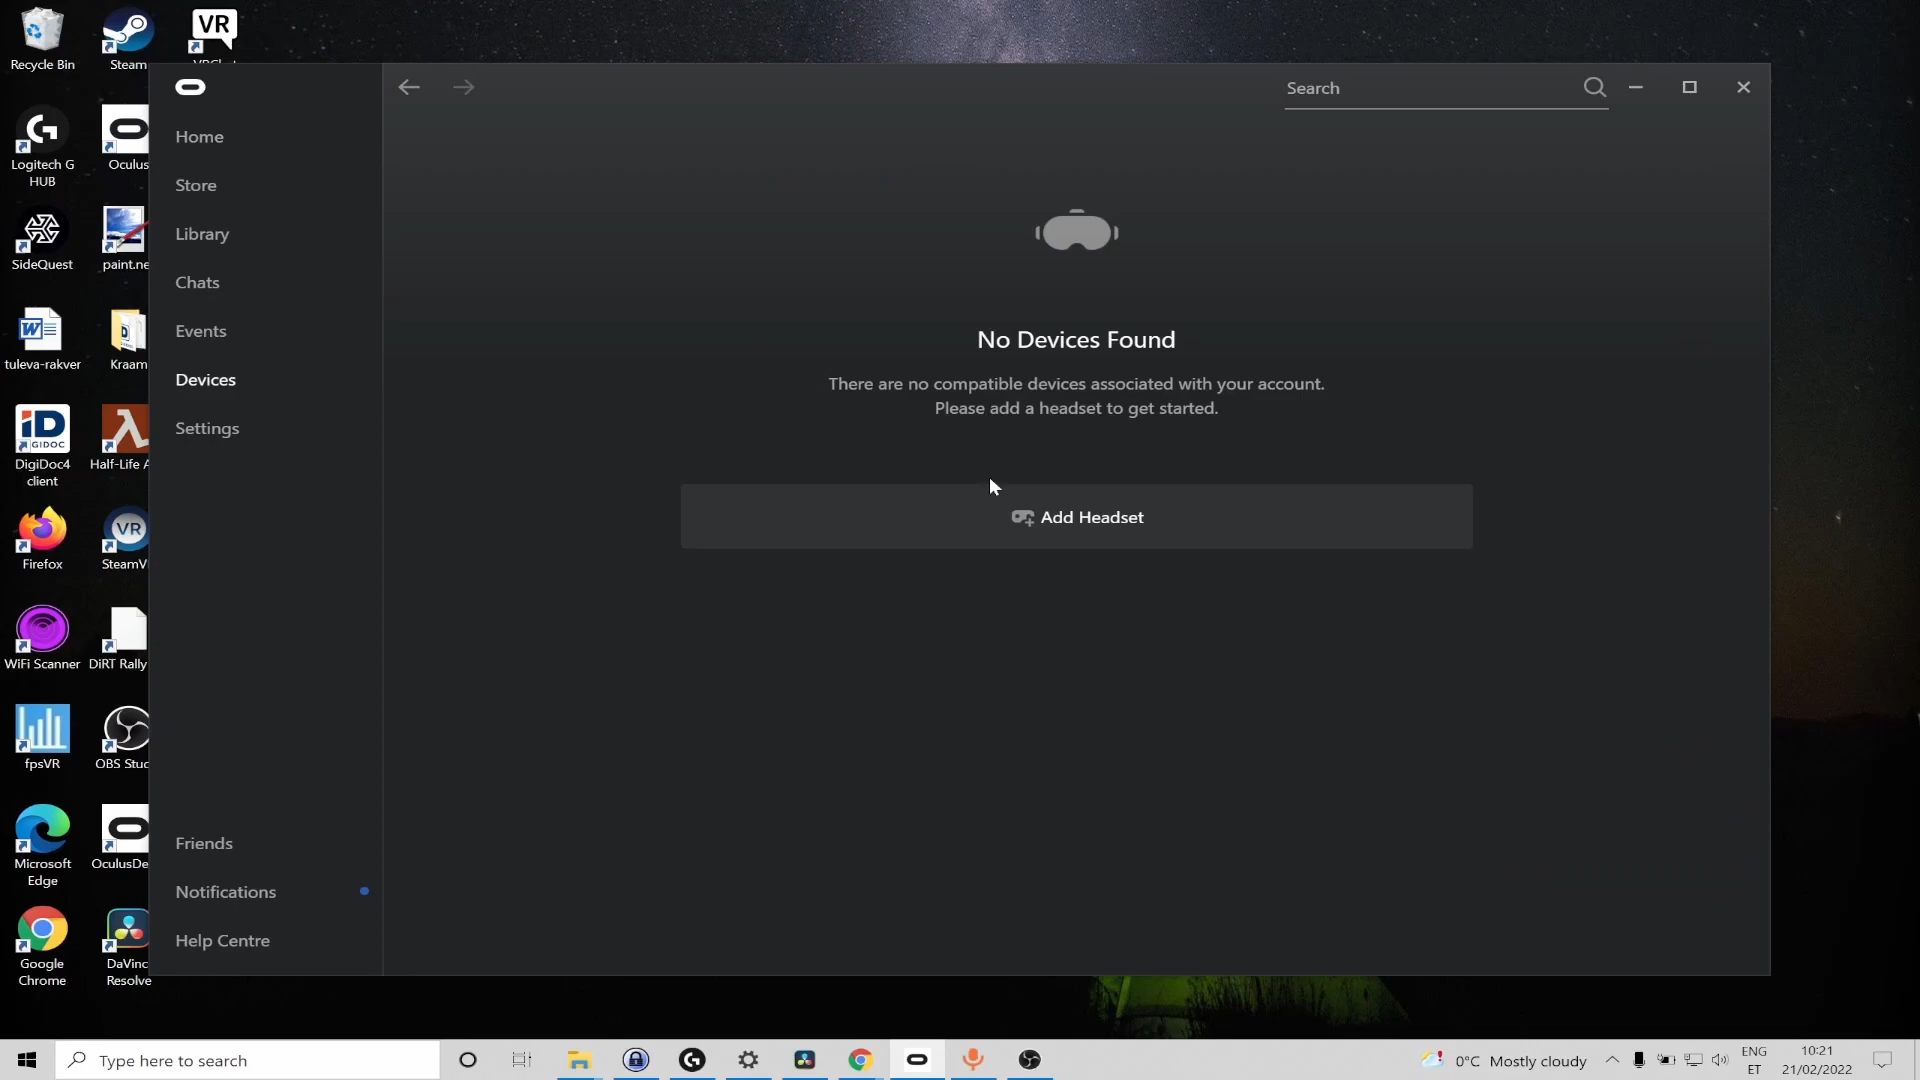 Recycle Bin
Steam
VR
Logitech G
HUB
Oculus
SideQuest
paint.ne
tuleva-rakver
Kraam
iD
GIDOC
DigiDoc4
client
Half-Life A
Firefox
VR
SteamV
WiFi Scanner
DiRT Rally
fpsVR
OBS Stud
Microsoft
Edge
OculusDe
Google
Chrome
DaVinc
Resolve
Home
Store
Library
Chats
Events
Devices
Settings
Friends
Notifications
Help Centre
Search
No Devices Found
There are no compatible devices associated with your account.
Please add a headset to get started.
Add Headset
Type here to search
0°C Mostly cloudy
ENG
ET
10:21
21/02/2022